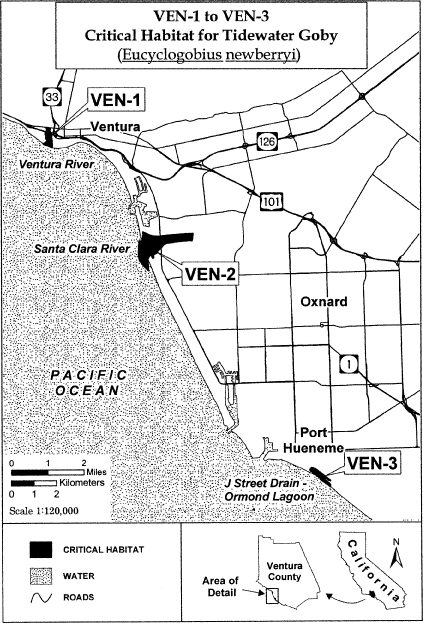 VEN-1 to VEN-3
Critical Habitat for Tidewater Goby
(Eucyclogobius newberryi)
33
VEN-1
Ventura
126
Ventura River
101
Santa Clara River
VEN-2
Oxnard
PACIFIC
OCEAN
1
Port
Hueneme
VEN-3
0 1 2
Miles
Kilometers
0 1 2
J Street Drain -
Ormond Lagoon
Scale 1:120,000
CRITICAL HABITAT
WATER
ROADS
Ventura
County
Area of
Detail
California
N